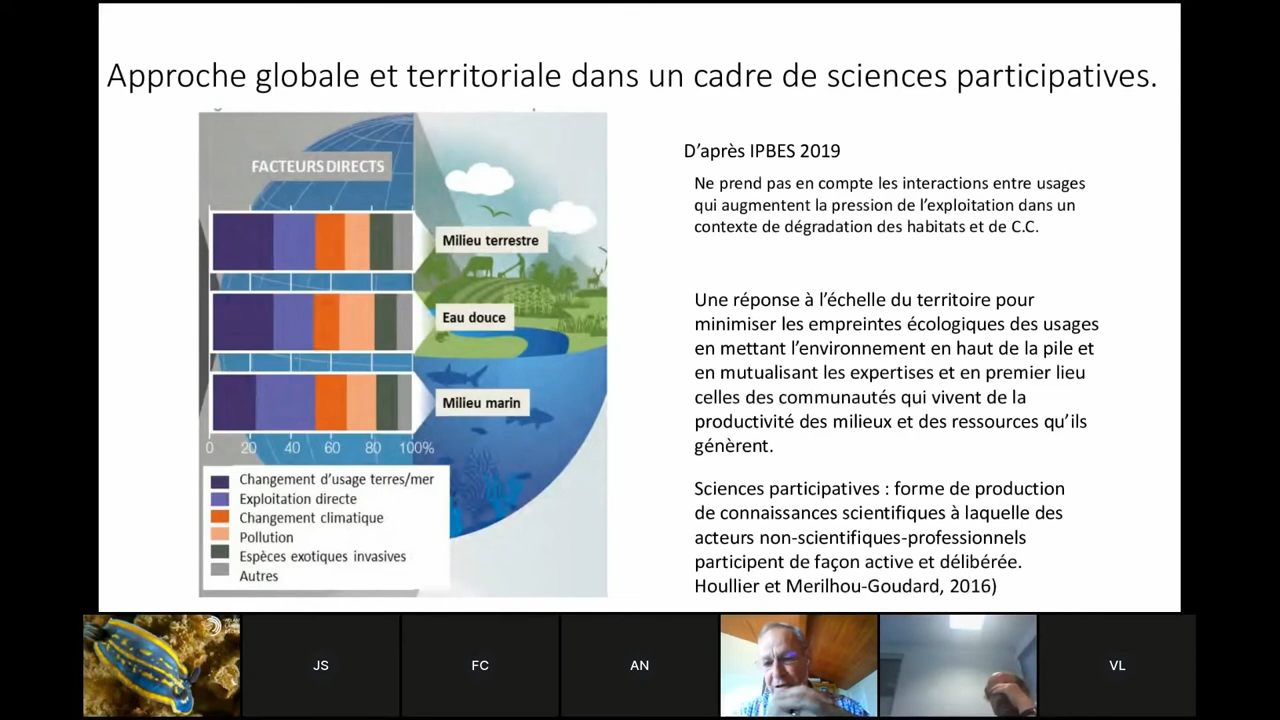 Approche globale et territoriale dans un cadre de sciences participatives.
FACTEURS DIRECTS
Milieu terrestre
Eau douce
Milieu marin
0 20 40 60 80 100%
Changement d'usage terres/mer
Exploitation directe
Changement climatique
Pollution
Espèces exotiques invasives
Autres
D'après IPBES 2019
Ne prend pas en compte les interactions entre usages
qui augmentent la pression de l'exploitation dans un
contexte de dégradation des habitats et de C.C.
Une réponse à l'échelle du territoire pour
minimiser les empreintes écologiques des usages
en mettant l'environnement en haut de la pile et
en mutualisant les expertises et en premier lieu
celles des communautés qui vivent de la
productivité des milieux et des ressources qu'ils
génèrent.
Sciences participatives : forme de production
de connaissances scientifiques à laquelle des
acteurs non-scientifiques-professionnels
participent de façon active et délibérée.
Houllier et Merilhou-Goudard, 2016)
JS
FC
AN
VL